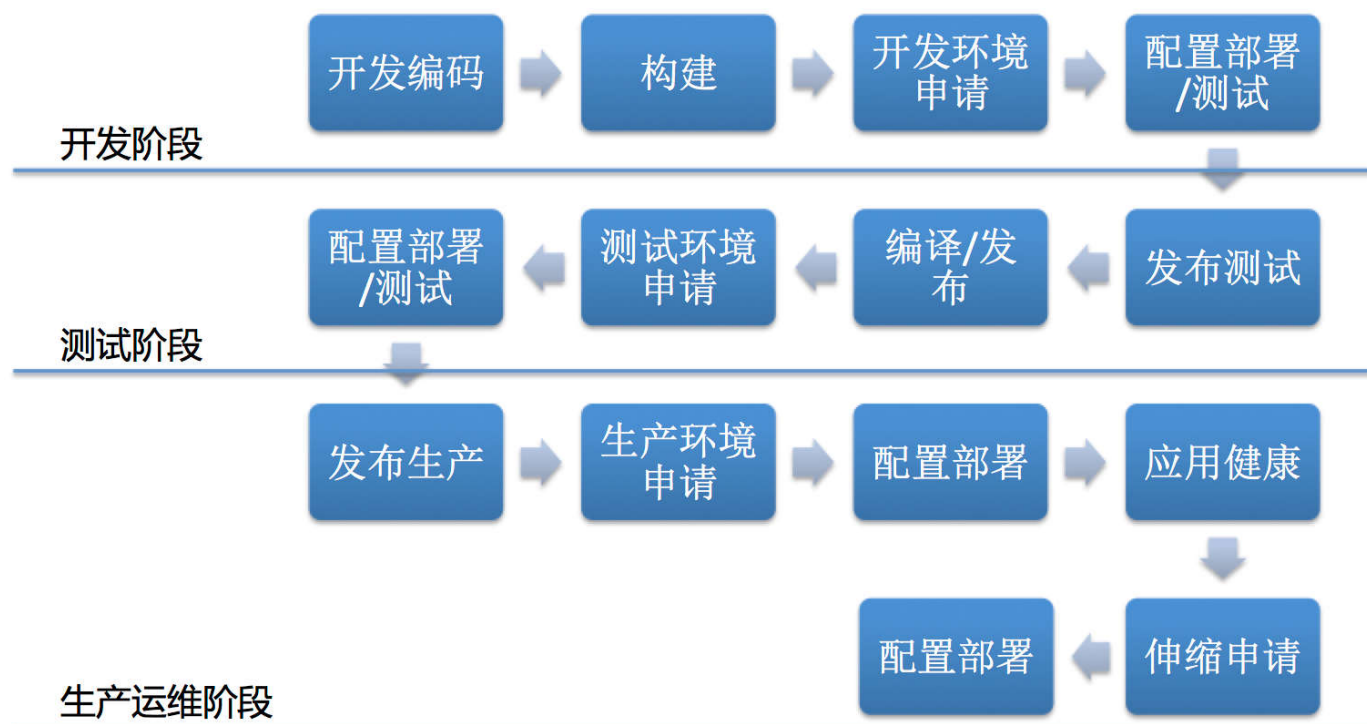 开发编码
构建
开发环境
申请
配置部署
/测试
开发阶段
配置部署
/测试
测试环境
申请
编译/发
布
发布测试
测试阶段
发布生产
生产环境
申请
配置部署
应用健康
配置部署
伸缩申请
生产运维阶段